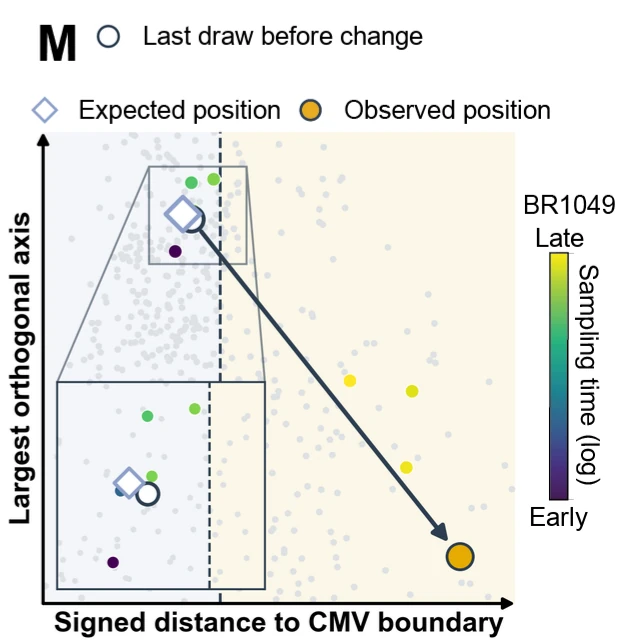 M
Last draw before change
Expected position
Observed position
Largest orthogonal axis
Signed distance to CMV boundary
BR1049
Late
Sampling time (log)
Early